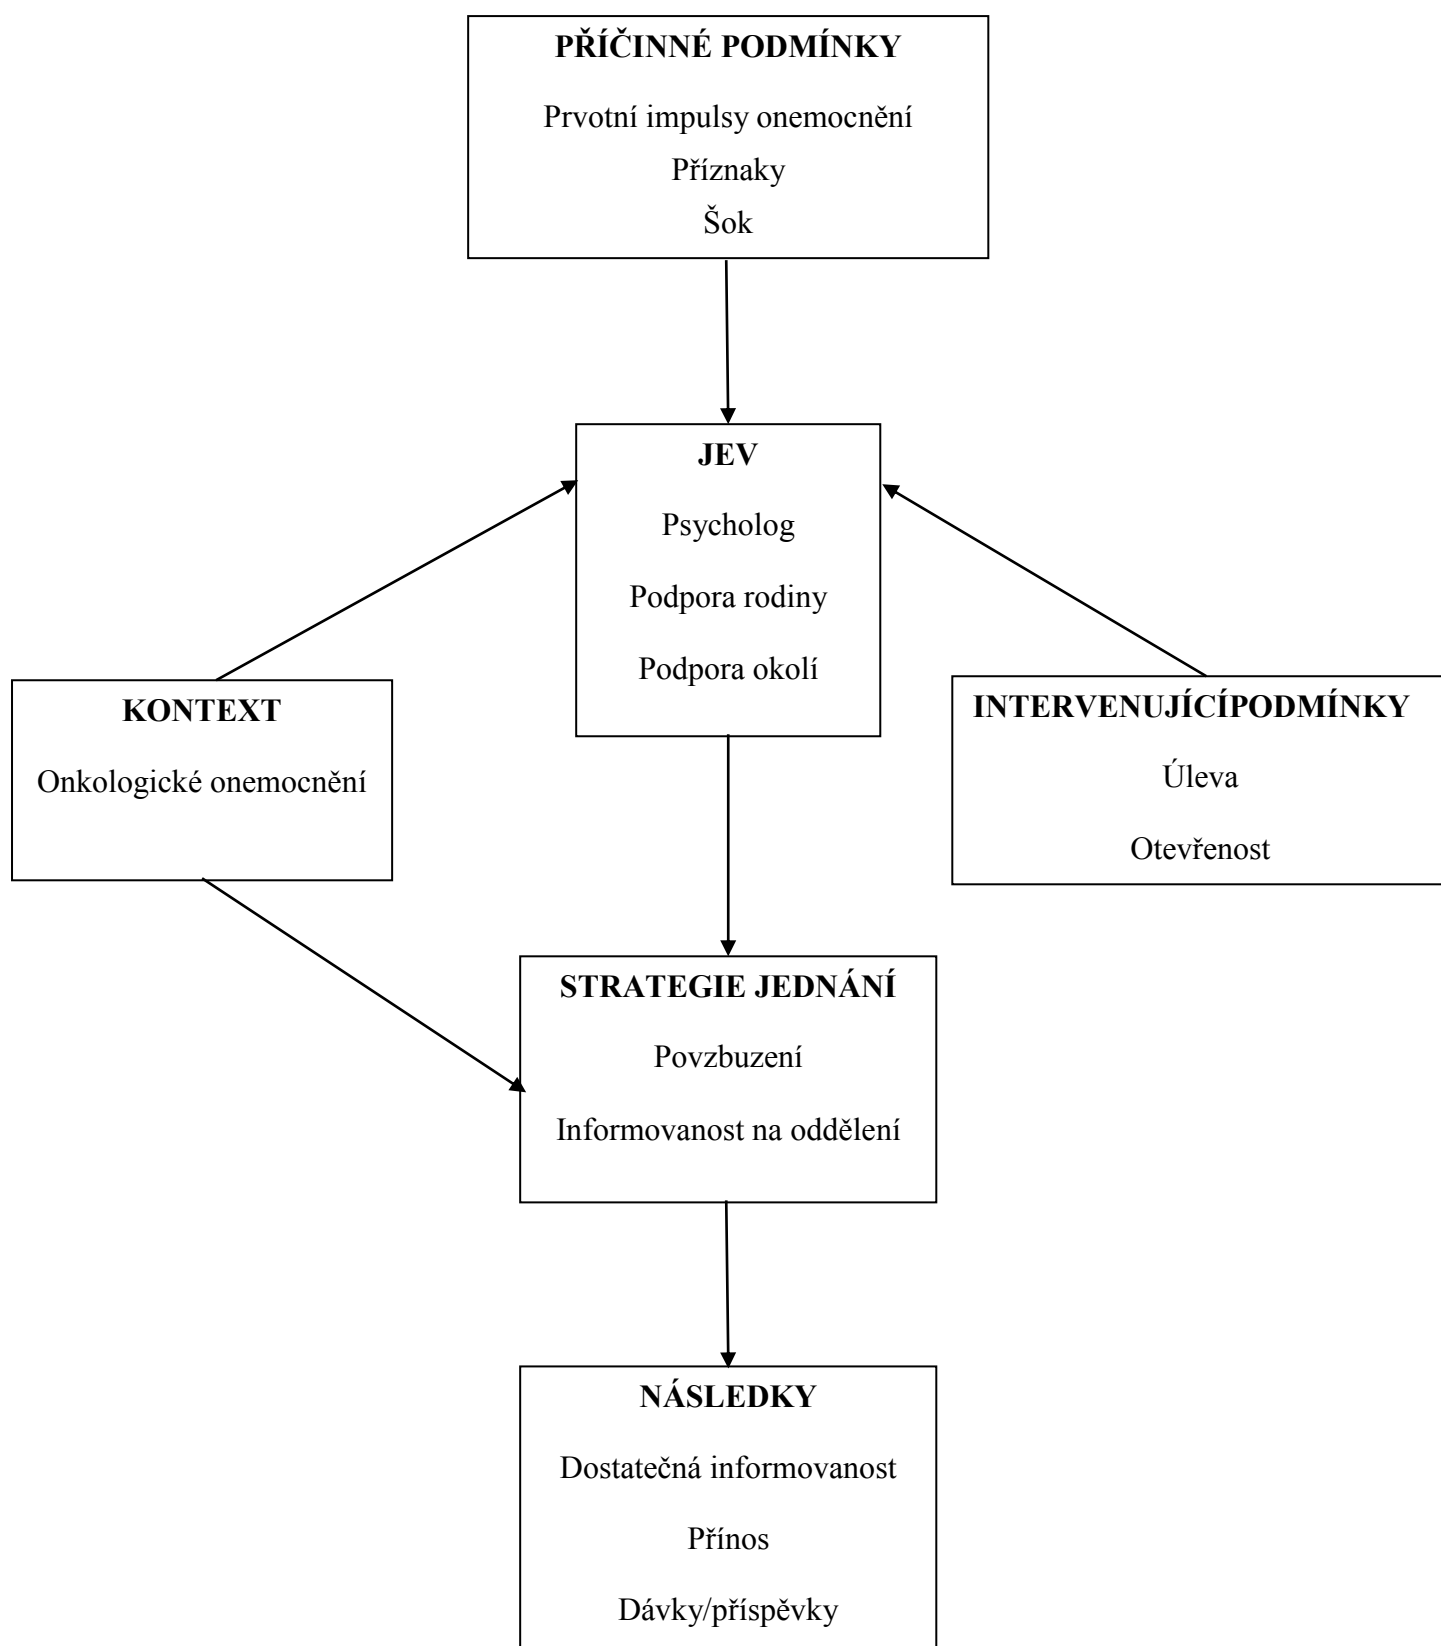 PŘÍČINNÉ PODMÍNKY
Prvotní impulsy onemocnění
Příznaky
Šok
JEV
Psycholog
Podpora rodiny
Podpora okolí
KONTEXT
Onkologické onemocnění
INTERVENUJÍCÍPODMÍNKY
Úleva
Otevřenost
STRATEGIE JEDNÁNÍ
Povzbuzení
Informovanost na oddělení
NÁSLEDKY
Dostatečná informovanost
Přínos
Dávky/příspěvky